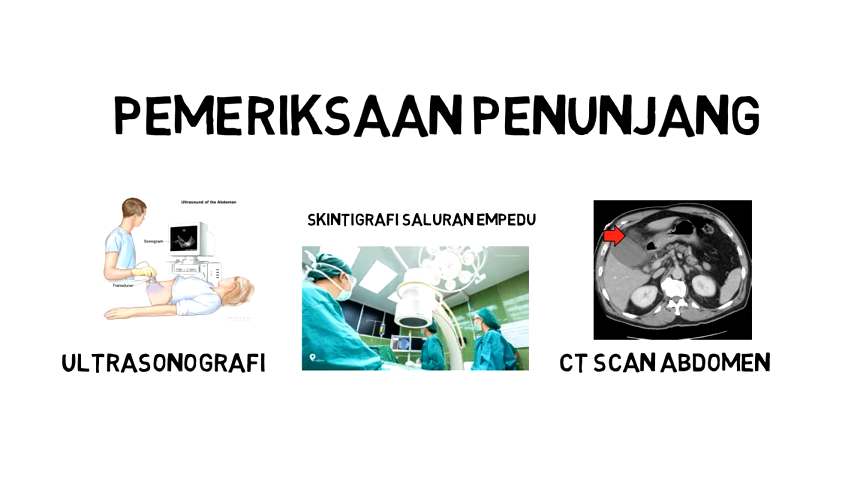 PEMERIKSAAN PENUNJANG
Ultrasound of the Abdomen
Sonogram
Transducer
ULTRASONOGRAFI
SKINTIGRAFI SALURAN EMPEDU
CT SCAN ABDOMEN